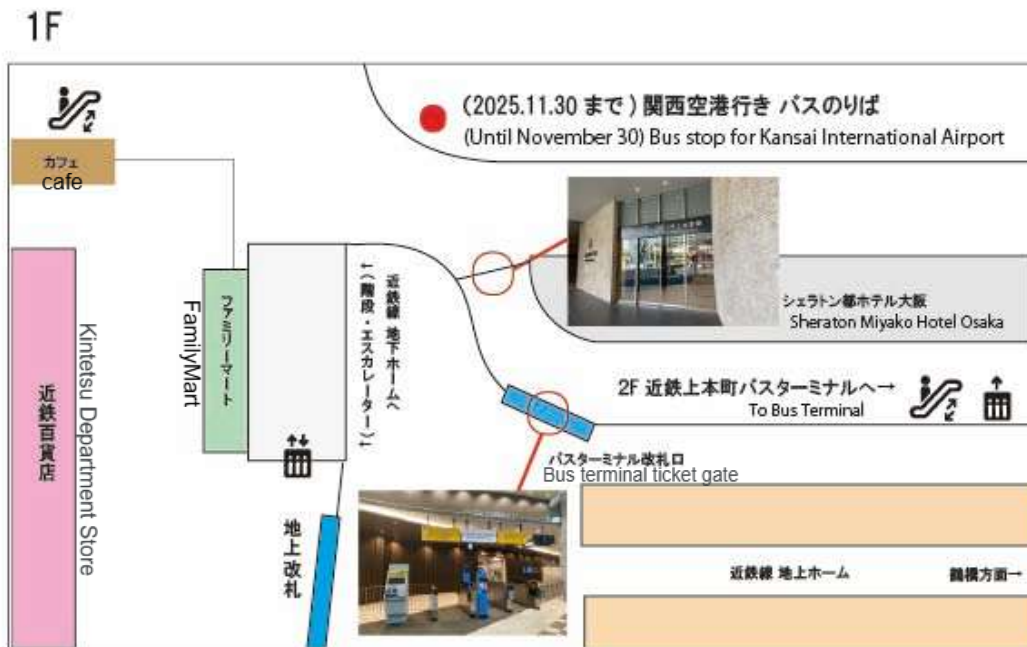 1F
(2025.11.30 まで) 関西空港行き バスのりば
(Until November 30) Bus stop for Kansai International Airport
カフェ
cafe
シェラトン都ホテル大阪
Sheraton Miyako Hotel Osaka
近鉄線 地下ホームへ
↓(階段・エスカレーター)↓
ファミリーマート
FamilyMart
近鉄百貨店
Kintetsu Department Store
2F 近鉄上本町バスターミナルへ→
To Bus Terminal
バスターミナル改札口
Bus terminal ticket gate
地上改札
近鉄線 地上ホーム
鶴橋方面→